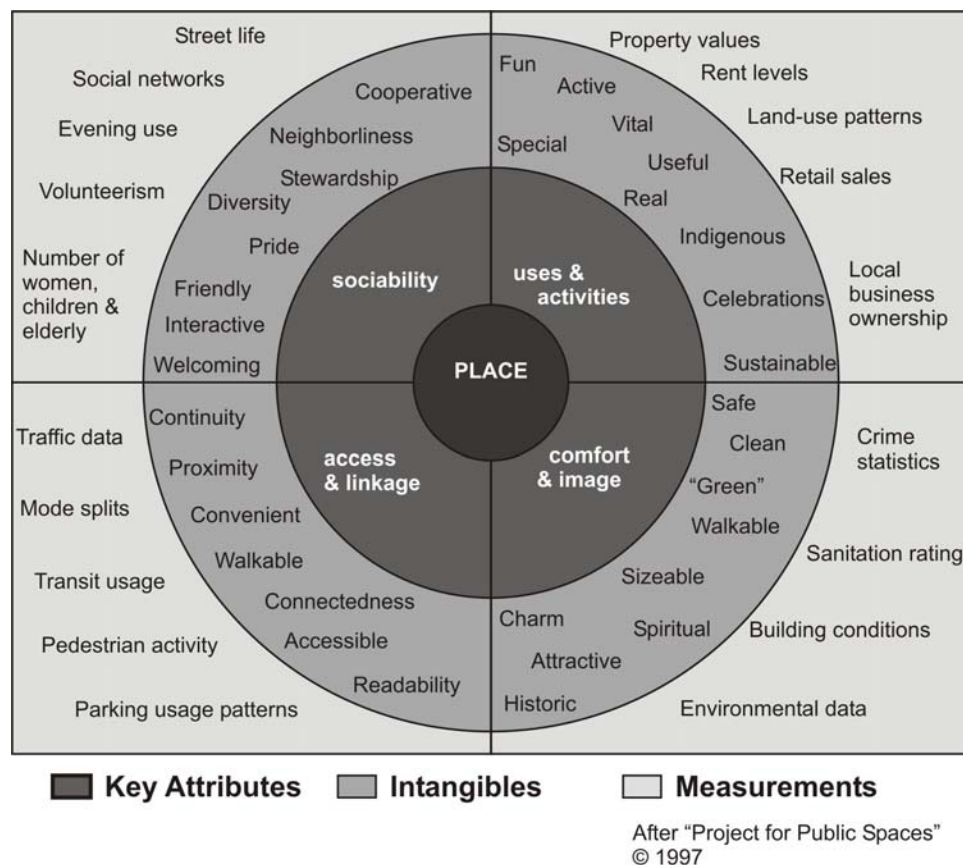 Street life
Social networks
Evening use
Volunteerism
Number of
women,
children &
elderly
Cooperative
Neighborliness
Stewardship
Diversity
Pride
Friendly
Interactive
Welcoming
sociability
Fun
Active
Vital
Special
Useful
Real
Indigenous
Celebrations
Sustainable
uses &
activities
Property values
Rent levels
Land-use patterns
Retail sales
Local
business
ownership
PLACE
Traffic data
Mode splits
Transit usage
Pedestrian activity
Parking usage patterns
Continuity
Proximity
Convenient
Walkable
Connectedness
Accessible
Readability
access
& linkage
comfort
& image
Safe
Clean
“Green”
Walkable
Sizeable
Spiritual
Charm
Attractive
Historic
Crime
statistics
Sanitation rating
Building conditions
Environmental data
Key Attributes
Intangibles
Measurements
After “Project for Public Spaces”
© 1997